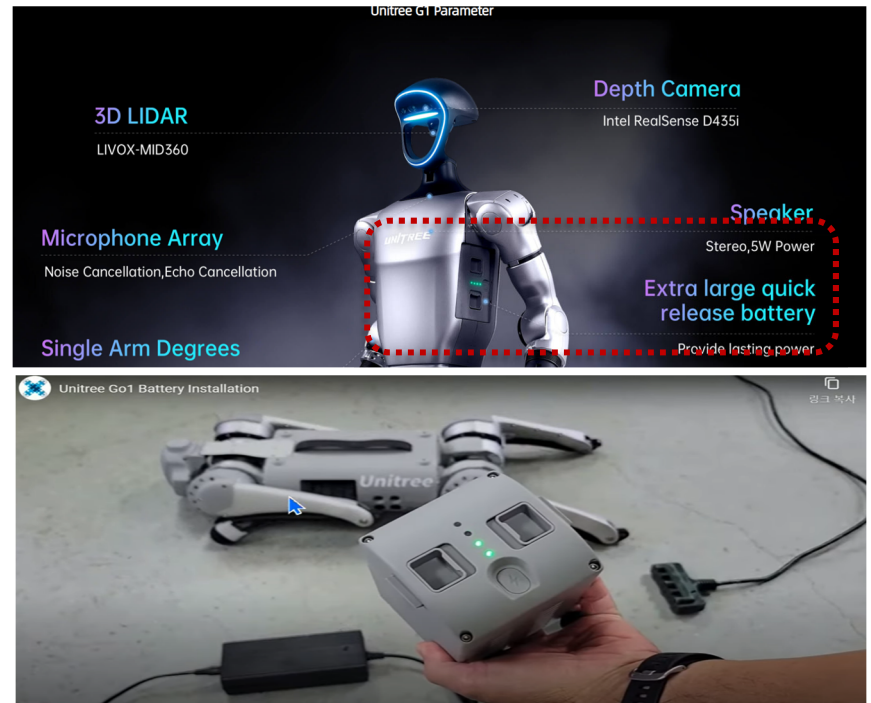 Unitree G1 Parameter
Depth Camera
Intel RealSense D435i
3D LIDAR
LIVOX-MID360
Speaker
Stereo,5W Power
Microphone Array
Noise Cancellation,Echo Cancellation
UNITREE
Extra large quick
release battery
Provide lasting power
Single Arm Degrees
Unitree Go1 Battery Installation
링크 복사
Unitree